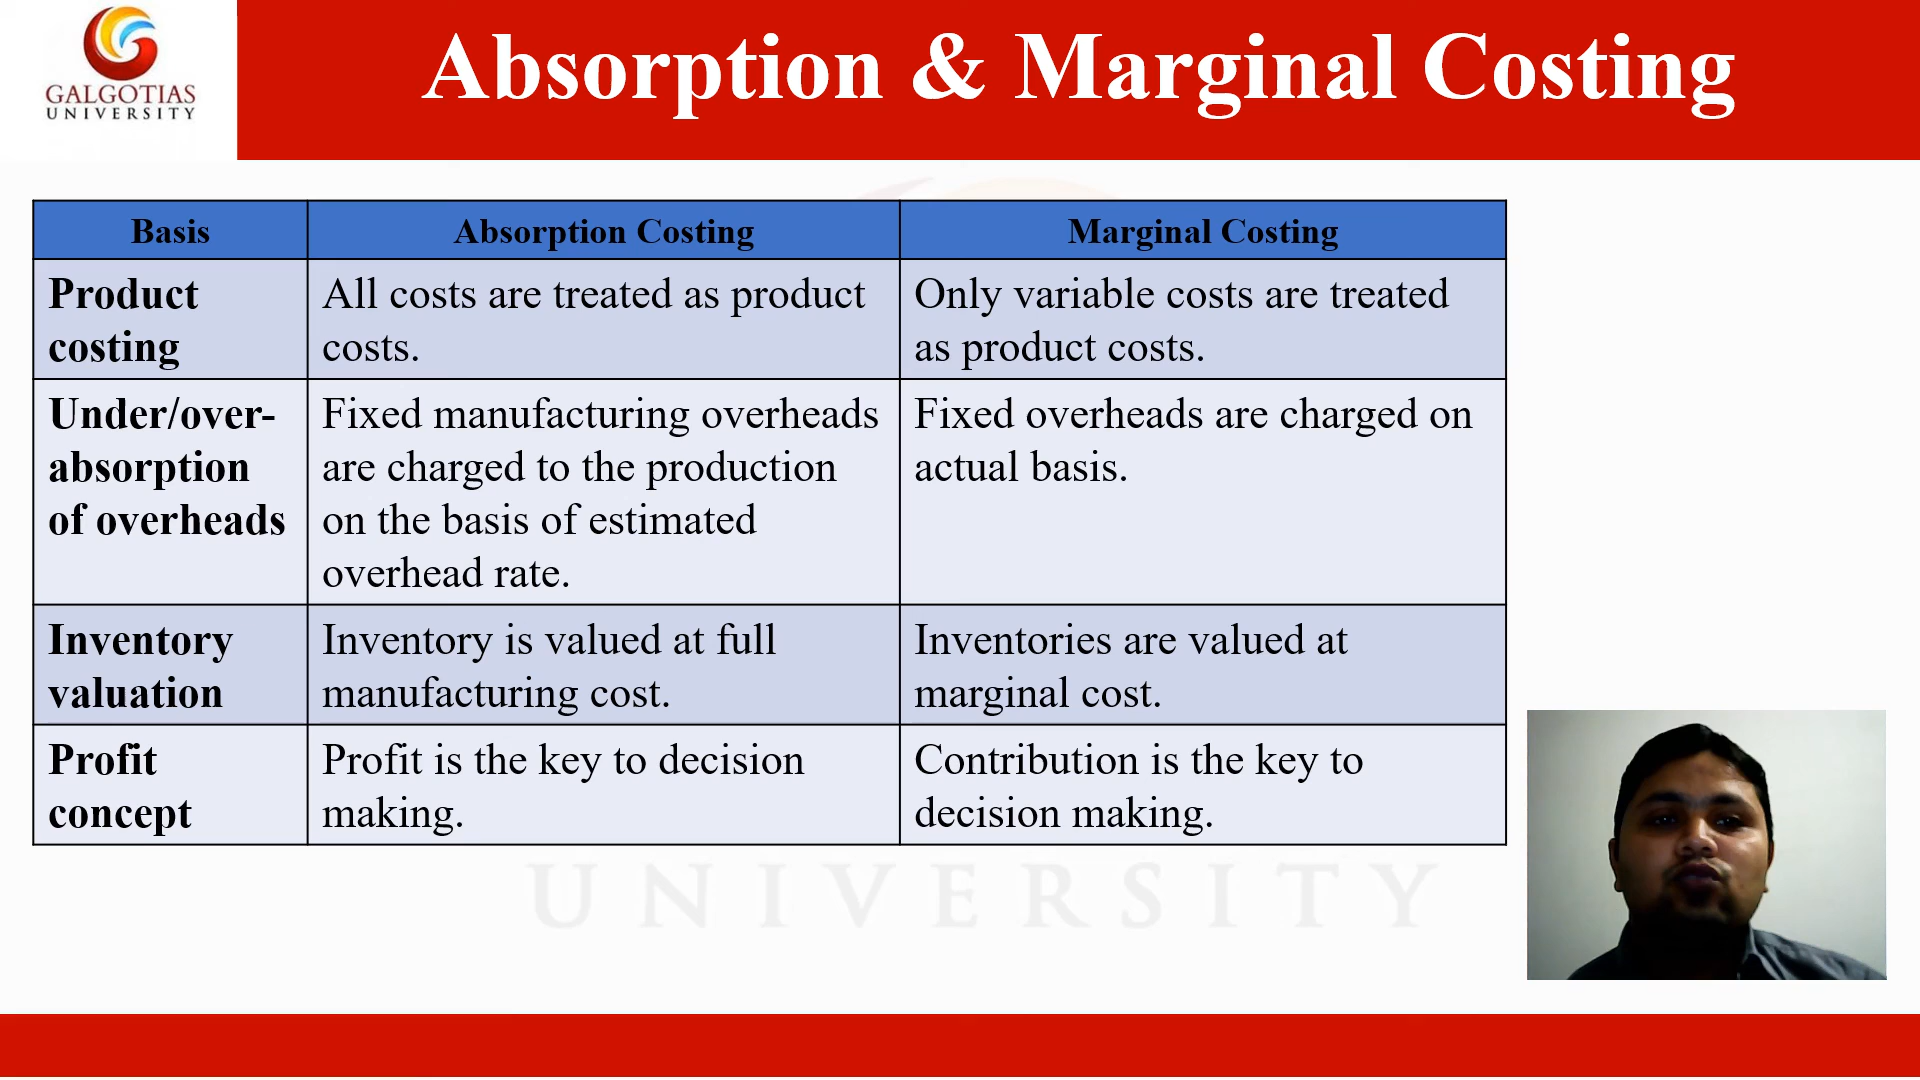 GALGOTIAS
UNIVERSITY
Absorption & Marginal Costing
Basis
Absorption Costing
Marginal Costing
Product
costing
All costs are treated as product
costs.
Only variable costs are treated
as product costs.
Under/over-
absorption
of overheads
Fixed manufacturing overheads
are charged to the production
on the basis of estimated
overhead rate.
Fixed overheads are charged on
actual basis.
Inventory
valuation
Inventory is valued at full
manufacturing cost.
Inventories are valued at
marginal cost.
Profit
concept
Profit is the key to decision
making.
Contribution is the key to
decision making.
UNIVERSITY